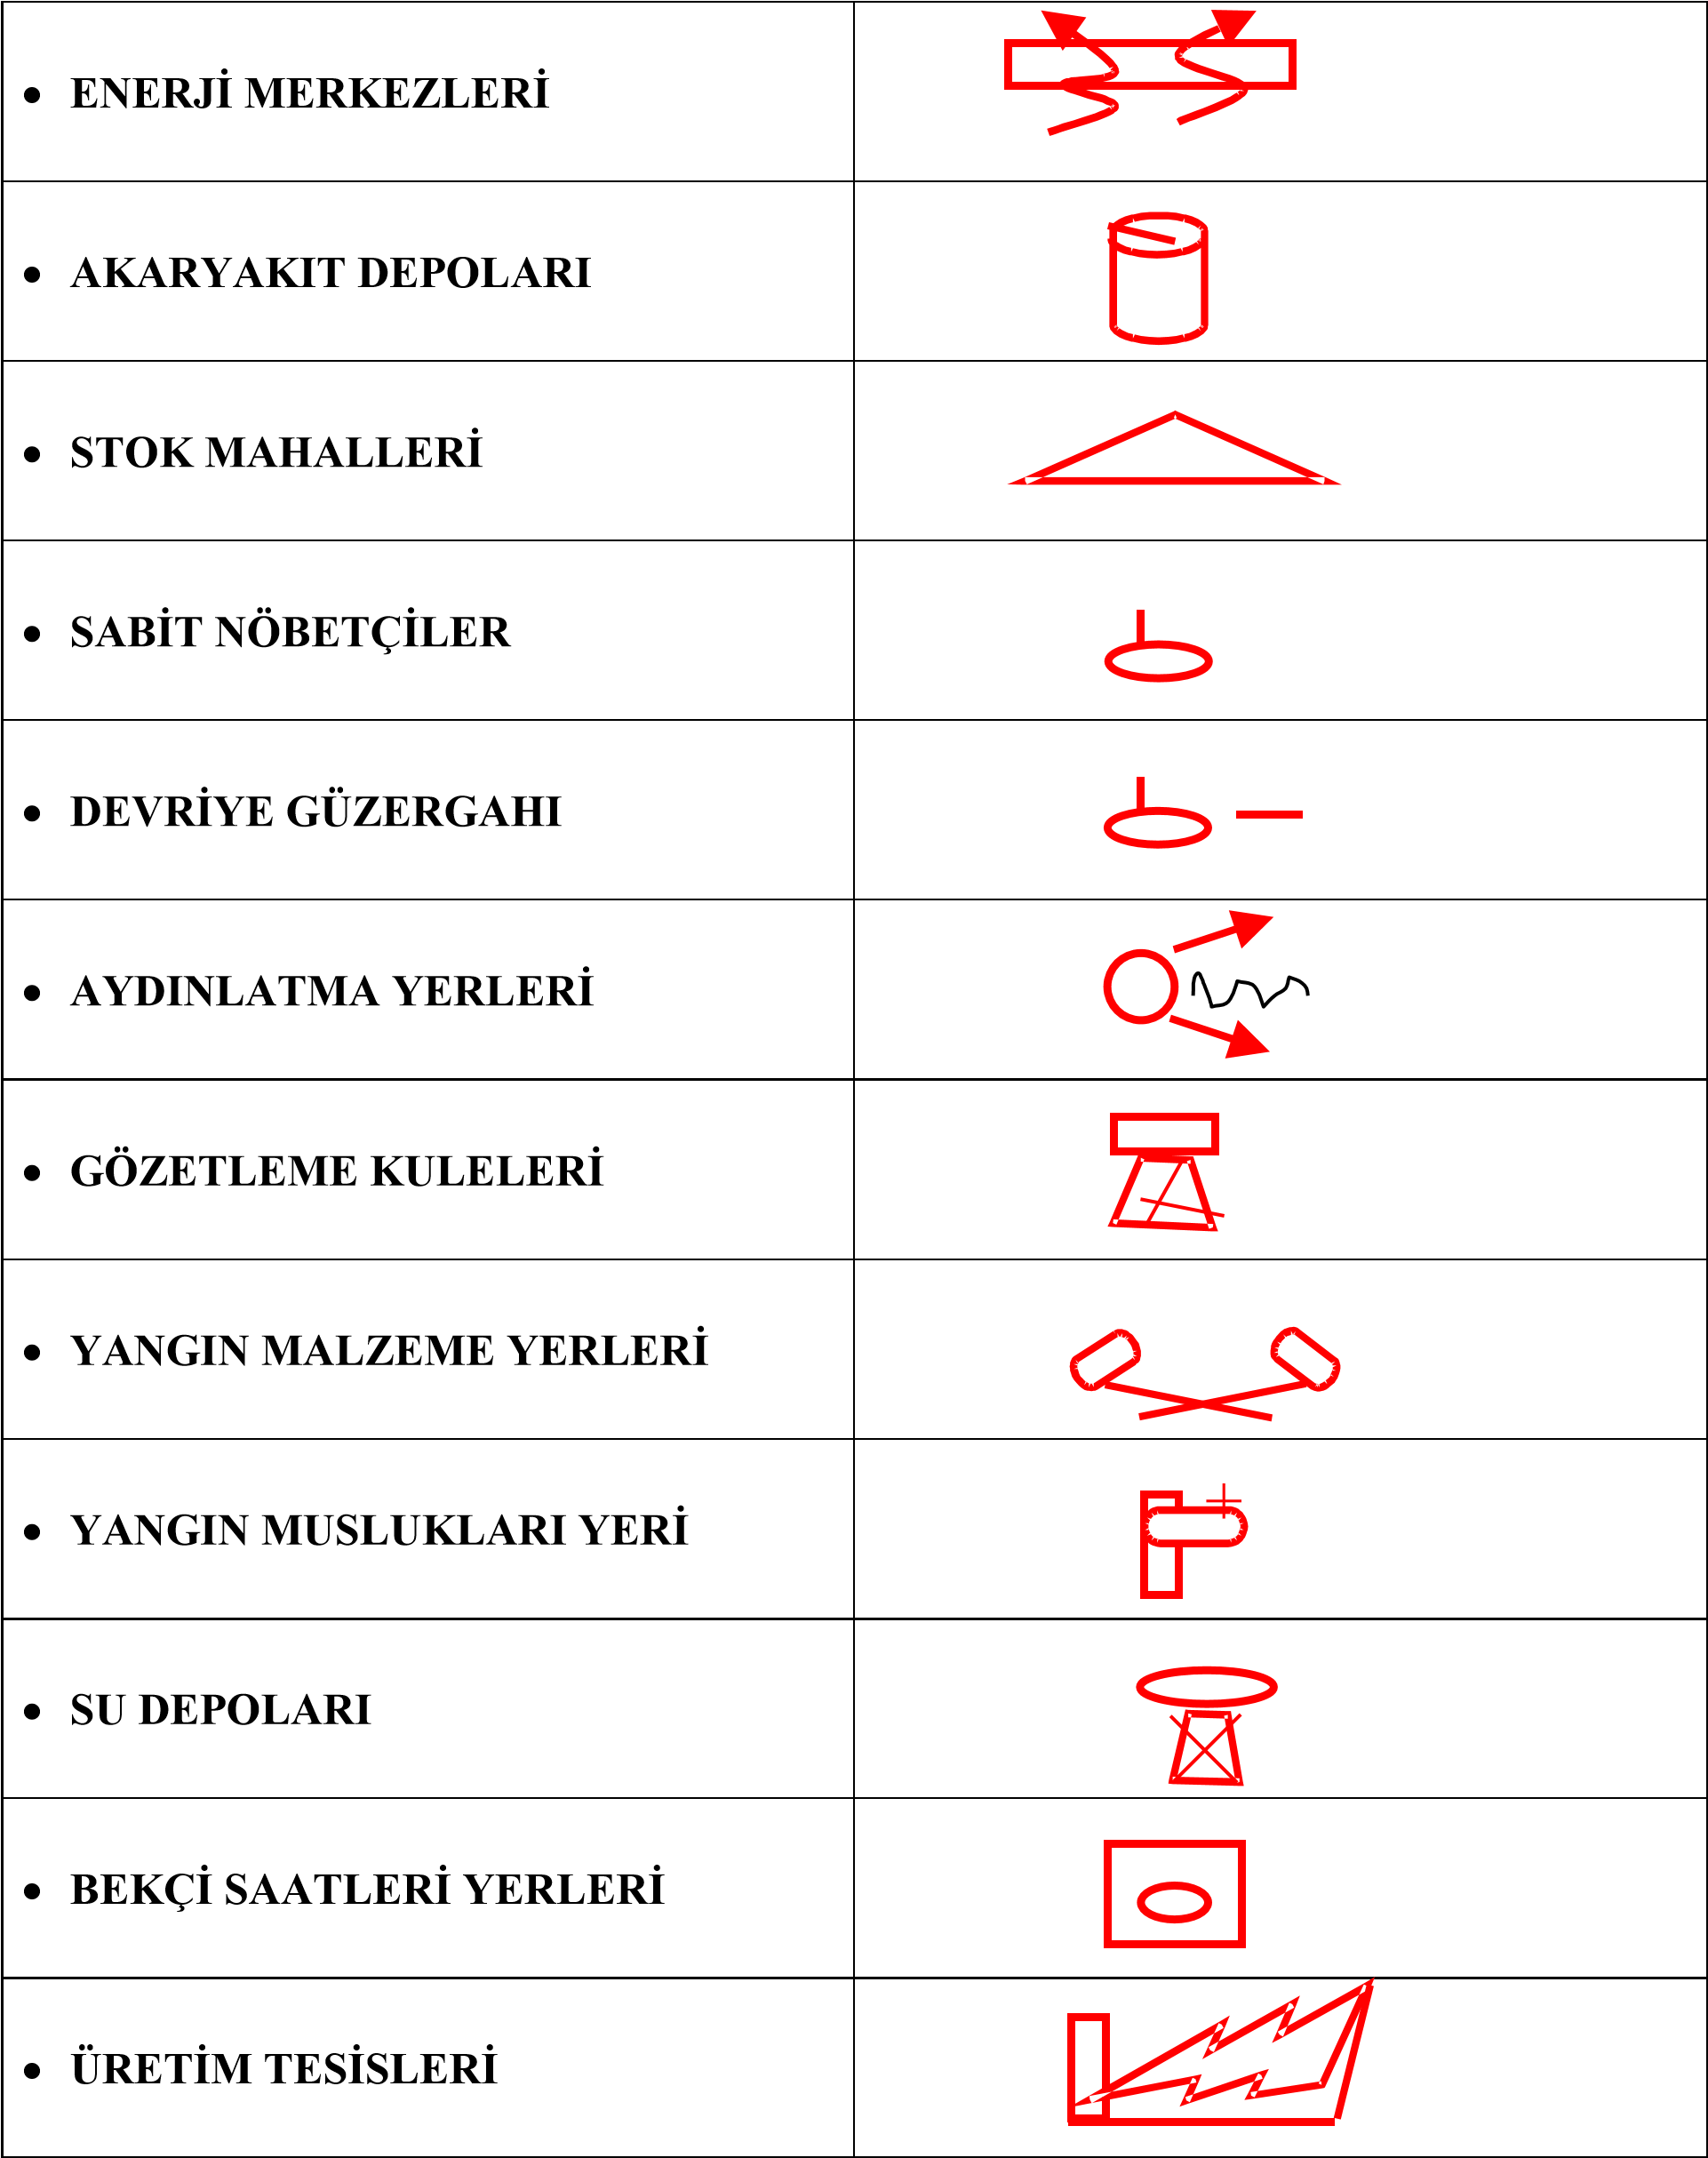 • ENERJİ MERKEZLERİ
• AKARYAKIT DEPOLARI
• STOK MAHALLERİ
• SABİT NÖBETÇİLER
• DEVRİYE GÜZERGAHI
• AYDINLATMA YERLERİ
• GÖZETLEME KULELERİ
• YANGIN MALZEME YERLERİ
• YANGIN MUSLUKLARI YERİ
• SU DEPOLARI
• BEKÇİ SAATLERİ YERLERİ
• ÜRETİM TESİSLERİ